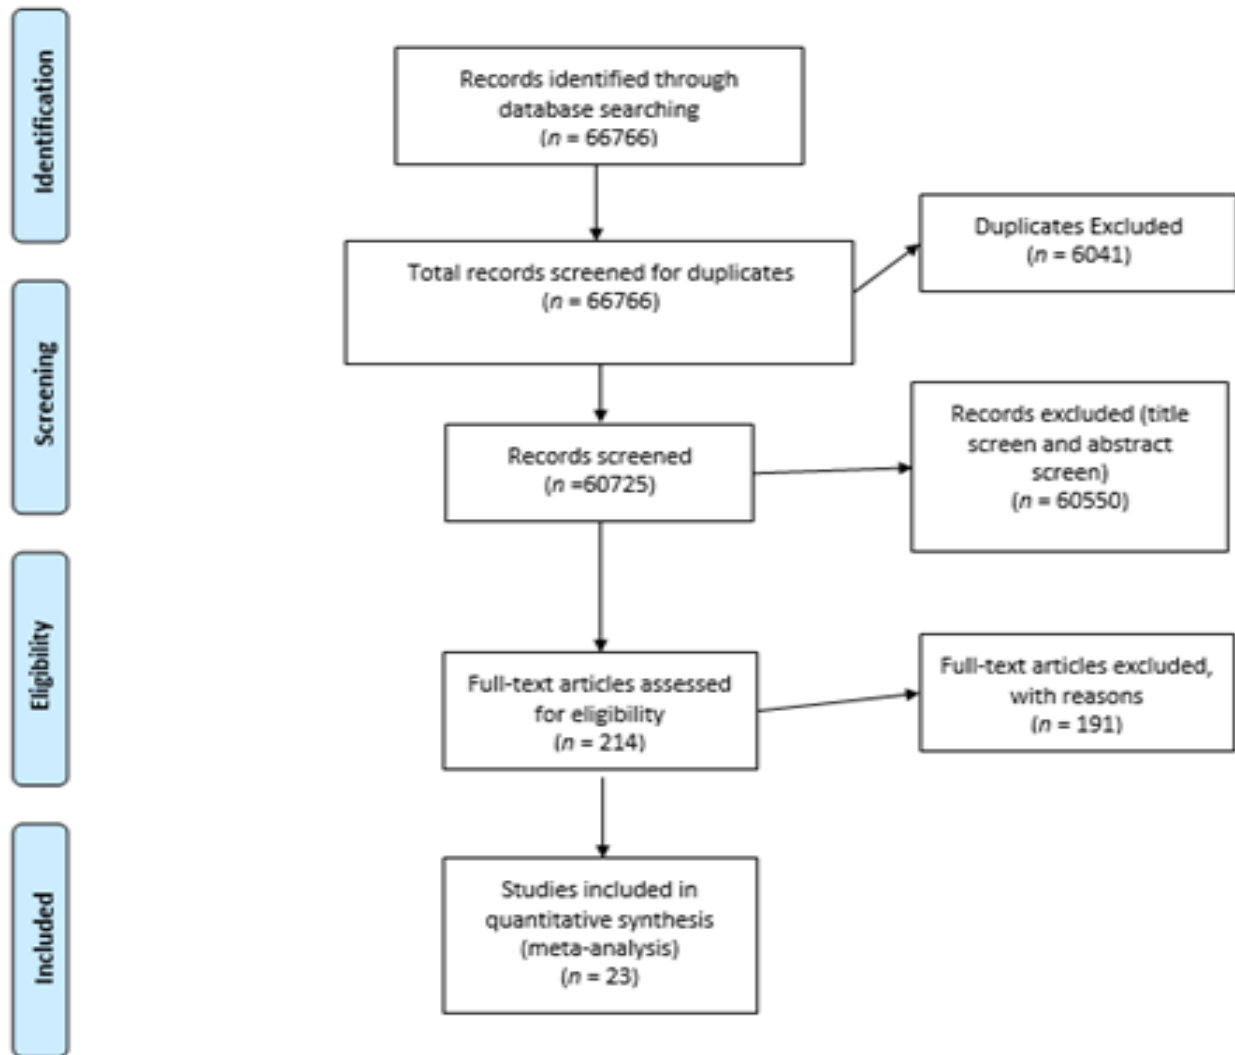 Identification
Records identified through
database searching
(n = 66766)
Duplicates Excluded
(n = 6041)
Total records screened for duplicates
(n = 66766)
Screening
Records excluded (title
screen and abstract
screen)
(n = 60550)
Records screened
(n =60725)
Eligibility
Full-text articles assessed
for eligibility
(n = 214)
Full-text articles excluded,
with reasons
(n = 191)
Included
Studies included in
quantitative synthesis
(meta-analysis)
(n = 23)